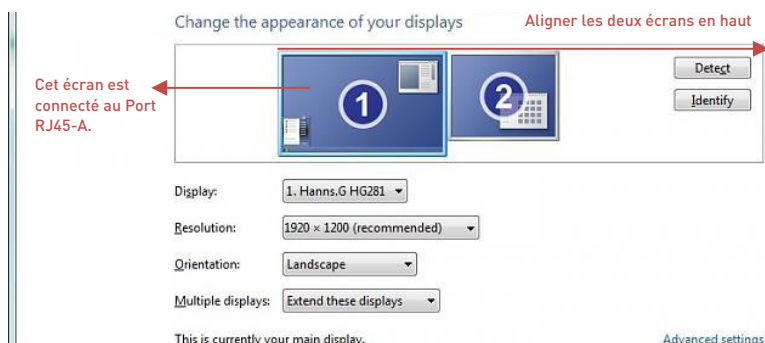 Change the appearance of your displays
Aligner les deux écrans en haut
Cet écran est
connecté au Port
RJ45-A.
1
2
Detect
Identify
Display:
1. Hanns.G HG281
Resolution:
1920 × 1200 (recommended)
Orientation:
Landscape
Multiple displays:
Extend these displays
This is currently your main display.
Advanced settings